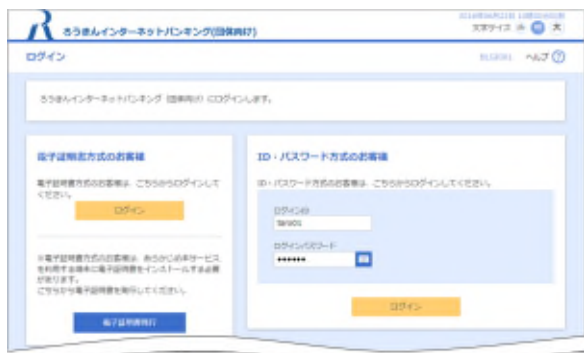 ろうきんインターネットバンキング(団体向け)
文字サイズ 小 中 大
ログイン
ヘルプ
ろうきんインターネットバンキング (団体向け) にログインします。
電子証明書方式のお客様
電子証明書方式のお客様は、こちらからログインして
ください。
ログイン
※電子証明書方式のお客様は、あらかじめ本サービス
を利用する端末に電子証明書をインストールする必要
があります。
こちらから電子証明書を発行してください。
電子証明書発行
ID・パスワード方式のお客様
ID・パスワード方式のお客様は、こちらからログインしてください。
ログインID
ログインパスワード
●●●●●●
ログイン